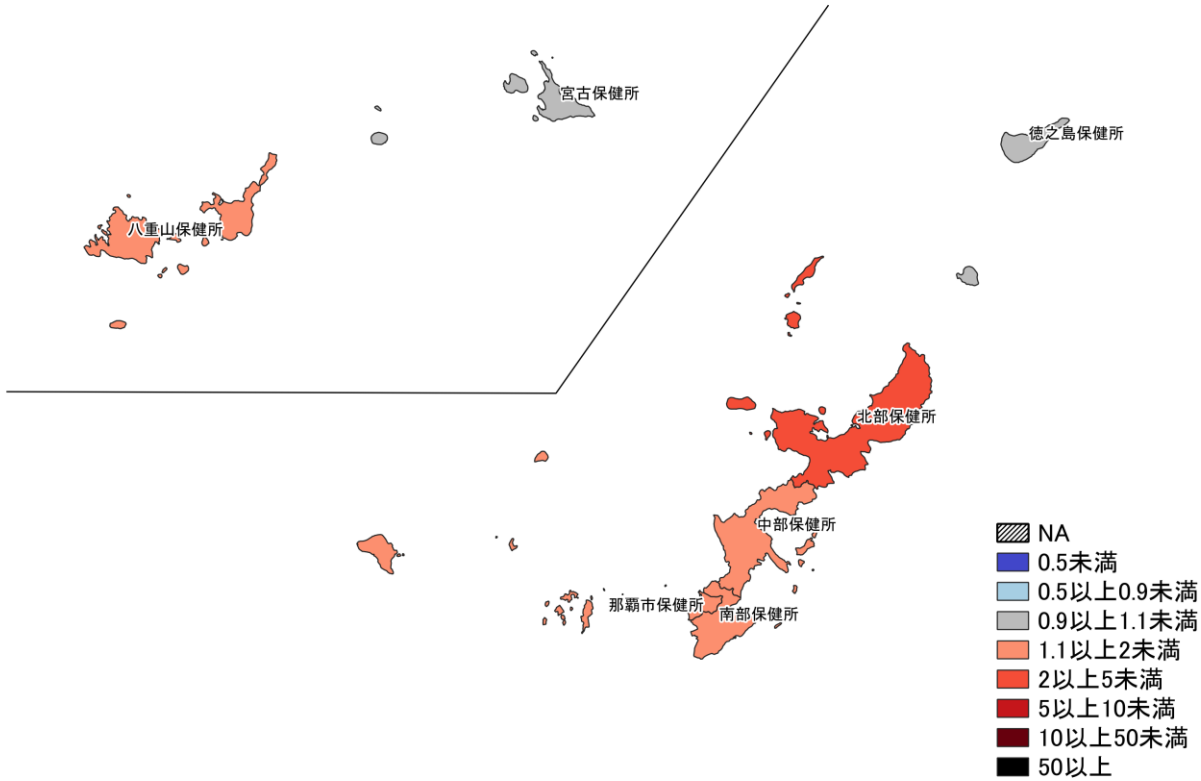 宮古保健所
徳之島保健所
八重山保健所
北部保健所
中部保健所
那覇市保健所
南部保健所
NA
0.5未満
0.5以上0.9未満
0.9以上1.1未満
1.1以上2未満
2以上5未満
5以上10未満
10以上50未満
50以上